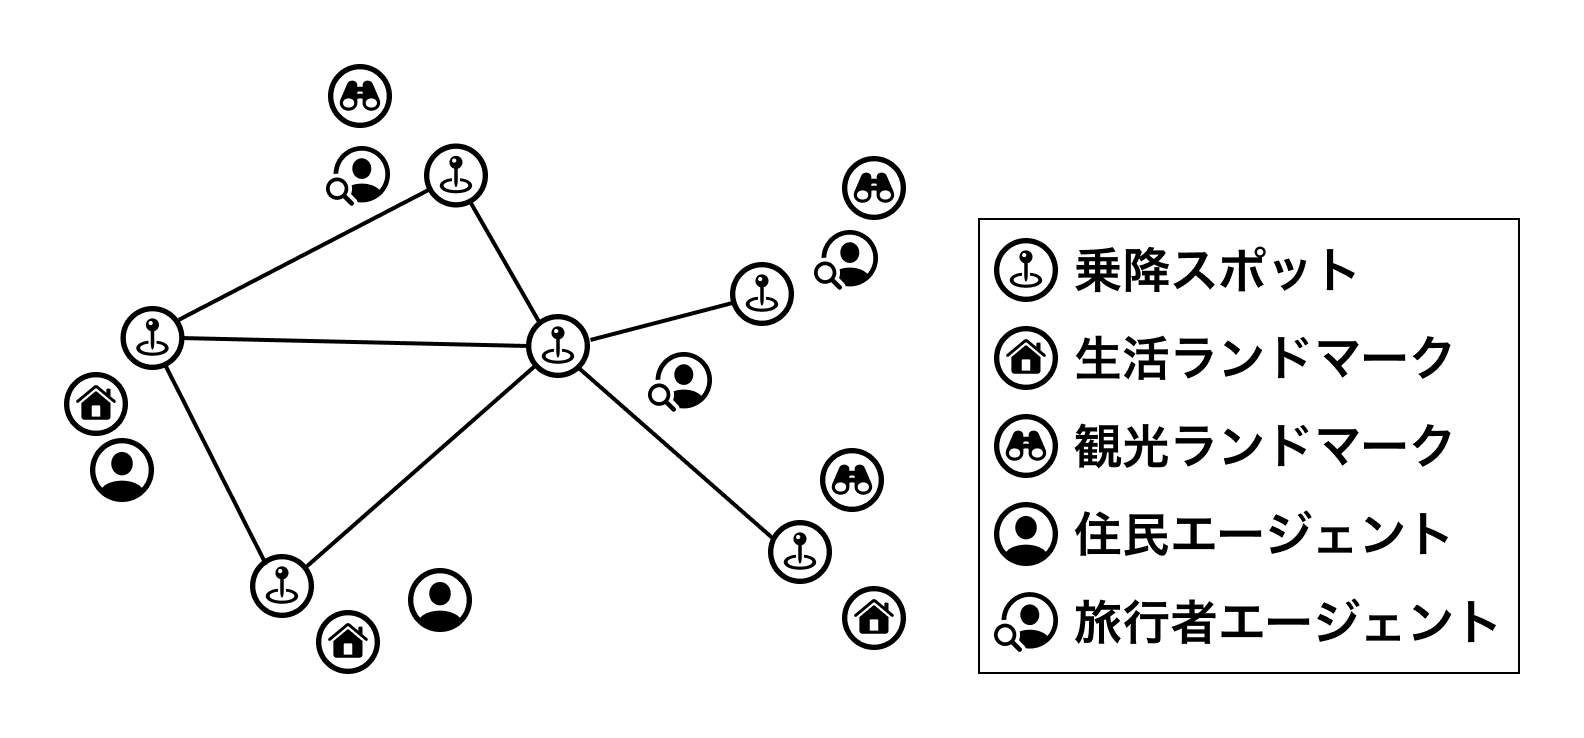 乗降スポット
生活ランドマーク
観光ランドマーク
住民エージェント
旅行者エージェント